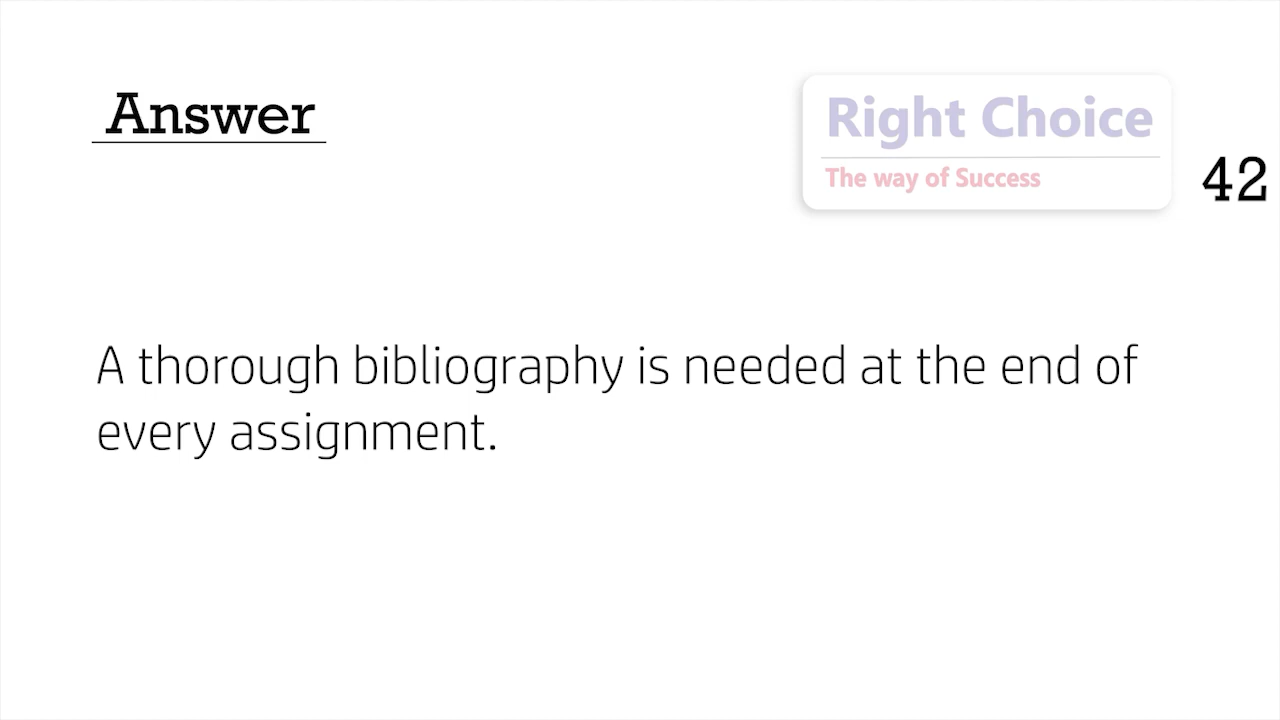 Answer
Right Choice
The way of Success
42
A thorough bibliography is needed at the end of
every assignment.